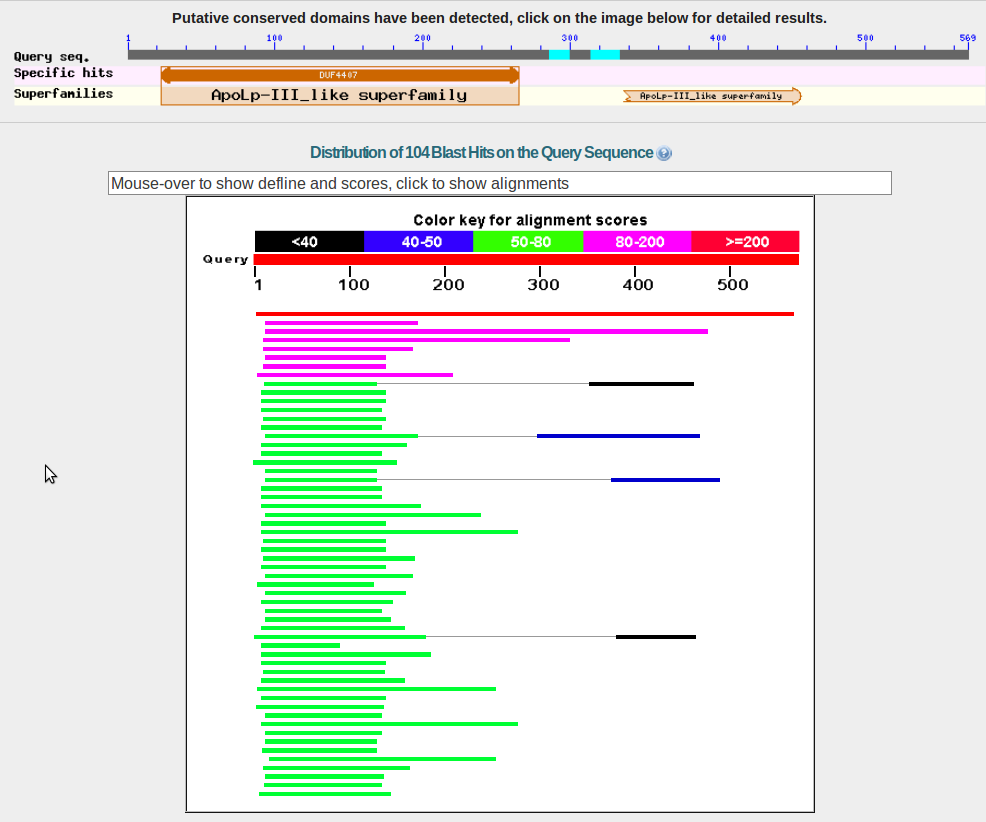 Putative conserved domains have been detected, click on the image below for detailed results.
1 100 200 300 400 500 569
Query seq.
Specific hits DUF4407
Superfamilies ApoLp-III_like superfamily ApoLp-III_like superfamily
Distribution of 104 Blast Hits on the Query Sequence ?
Mouse-over to show defline and scores, click to show alignments
Color key for alignment scores
<40 40-50 50-80 80-200 >=200
Query
1 100 200 300 400 500